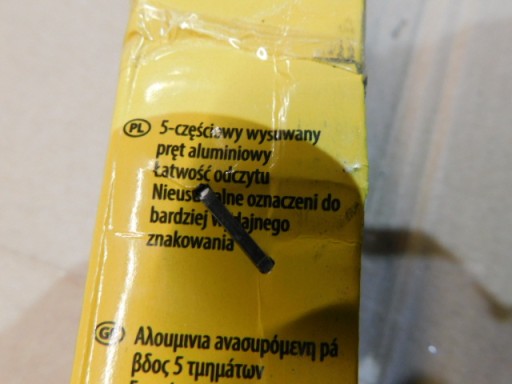 PL 5-częściowy wysuwany
pręt aluminiowy
Łatwość odczytu
oznaczeni do
bardziej
znakowania
GR Αλουμινια ανασυρόμενη ρά
βδος 5 τμημάτων